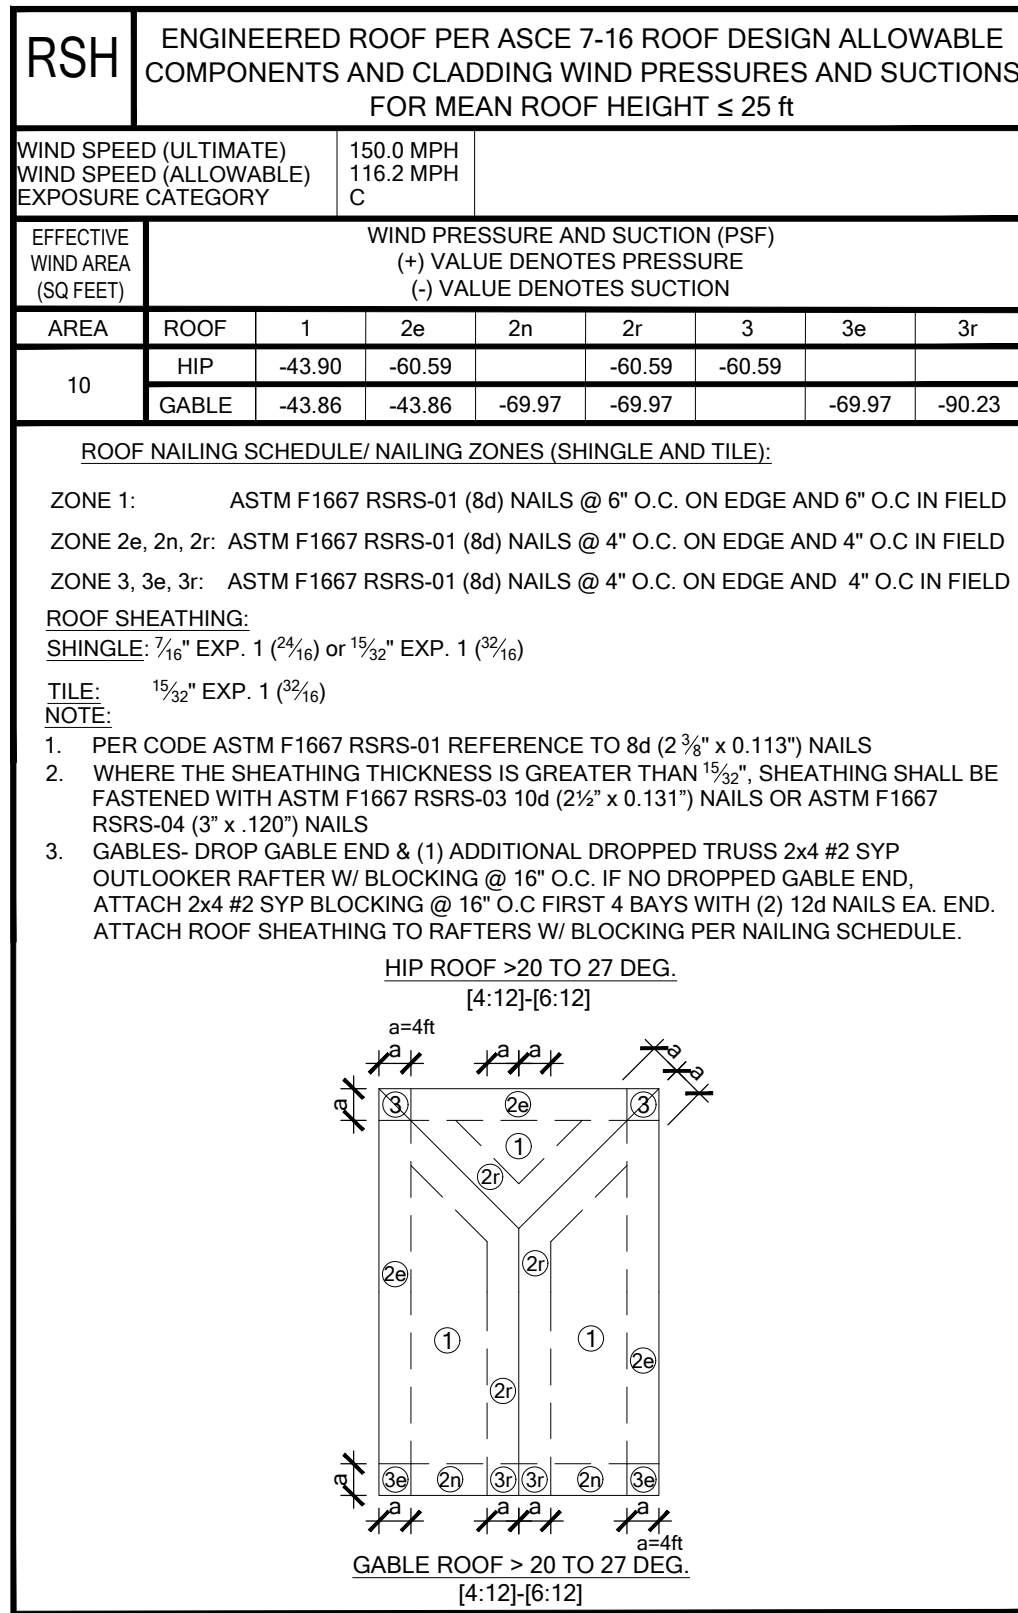 RSH
ENGINEERED ROOF PER ASCE 7-16 ROOF DESIGN ALLOWABLE
COMPONENTS AND CLADDING WIND PRESSURES AND SUCTIONS
FOR MEAN ROOF HEIGHT ≤ 25 ft
WIND SPEED (ULTIMATE) 150.0 MPH
WIND SPEED (ALLOWABLE) 116.2 MPH
EXPOSURE CATEGORY C
EFFECTIVE
WIND AREA
(SQ FEET)
WIND PRESSURE AND SUCTION (PSF)
(+) VALUE DENOTES PRESSURE
(-) VALUE DENOTES SUCTION
AREA ROOF 1 2e 2n 2r 3 3e 3r
10
HIP -43.90 -60.59 -60.59 -60.59
GABLE -43.86 -43.86 -69.97 -69.97 -69.97 -90.23
ROOF NAILING SCHEDULE/ NAILING ZONES (SHINGLE AND TILE):
ZONE 1: ASTM F1667 RSRS-01 (8d) NAILS @ 6" O.C. ON EDGE AND 6" O.C IN FIELD
ZONE 2e, 2n, 2r: ASTM F1667 RSRS-01 (8d) NAILS @ 4" O.C. ON EDGE AND 4" O.C IN FIELD
ZONE 3, 3e, 3r: ASTM F1667 RSRS-01 (8d) NAILS @ 4" O.C. ON EDGE AND 4" O.C IN FIELD
ROOF SHEATHING:
SHINGLE: 7⁄16" EXP. 1 (24⁄16) or 15⁄32" EXP. 1 (32⁄16)
TILE: 15⁄32" EXP. 1 (32⁄16)
NOTE:
1. PER CODE ASTM F1667 RSRS-01 REFERENCE TO 8d (2 3⁄8" x 0.113") NAILS
2. WHERE THE SHEATHING THICKNESS IS GREATER THAN 15⁄32", SHEATHING SHALL BE
FASTENED WITH ASTM F1667 RSRS-03 10d (2½” x 0.131”) NAILS OR ASTM F1667
RSRS-04 (3” x .120”) NAILS
3. GABLES- DROP GABLE END & (1) ADDITIONAL DROPPED TRUSS 2x4 #2 SYP
OUTLOOKER RAFTER W/ BLOCKING @ 16" O.C. IF NO DROPPED GABLE END,
ATTACH 2x4 #2 SYP BLOCKING @ 16" O.C FIRST 4 BAYS WITH (2) 12d NAILS EA. END.
ATTACH ROOF SHEATHING TO RAFTERS W/ BLOCKING PER NAILING SCHEDULE.
HIP ROOF >20 TO 27 DEG.
[4:12]-[6:12]
a=4ft
a a a a a
a 3 2e 3
1
2r
2r
2e
1 1
2e
2r
a 3e 2n 3r 3r 2n 3e
a a a a
a=4ft
GABLE ROOF > 20 TO 27 DEG.
[4:12]-[6:12]